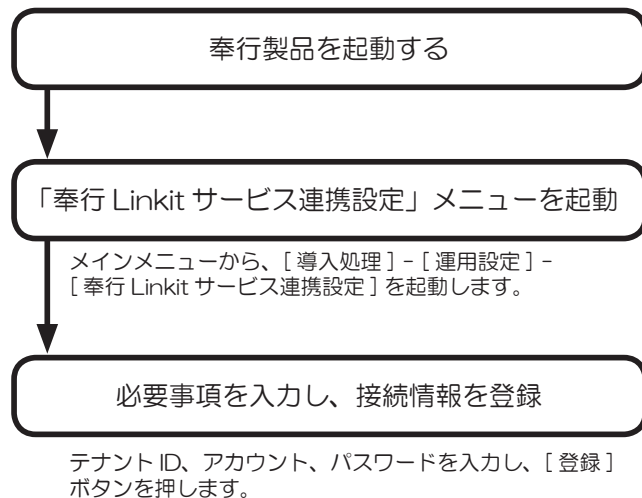 奉行製品を起動する
「奉行 Linkit サービス連携設定」メニューを起動
メインメニューから、[ 導入処理 ] - [ 運用設定 ] -
[ 奉行 Linkit サービス連携設定 ] を起動します。
必要事項を入力し、接続情報を登録
テナント ID、アカウント、パスワードを入力し、[ 登録 ]
ボタンを押します。